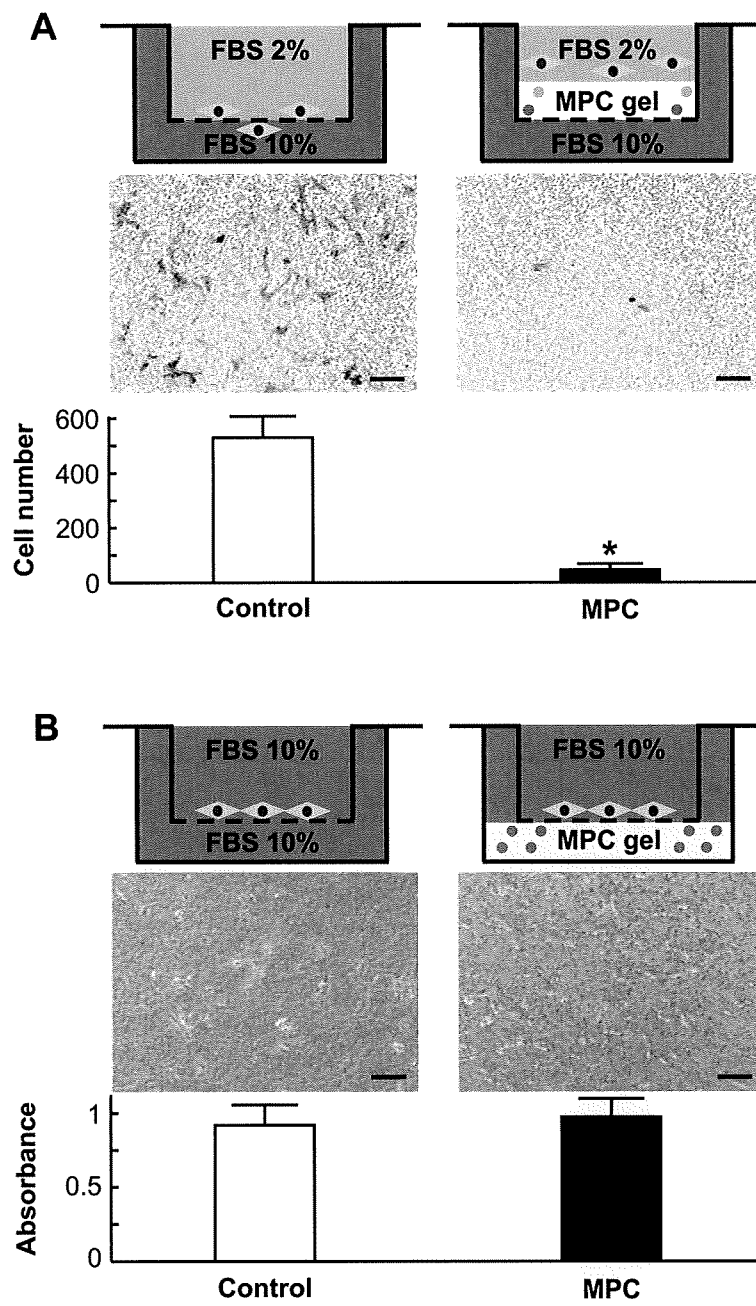 A
FBS 2%
FBS 10%
FBS 2%
MPC gel
FBS 10%
Cell number
600
400
200
0
*
Control
MPC
B
FBS 10%
FBS 10%
FBS 10%
MPC gel
Absorbance
1
0.5
0
Control
MPC